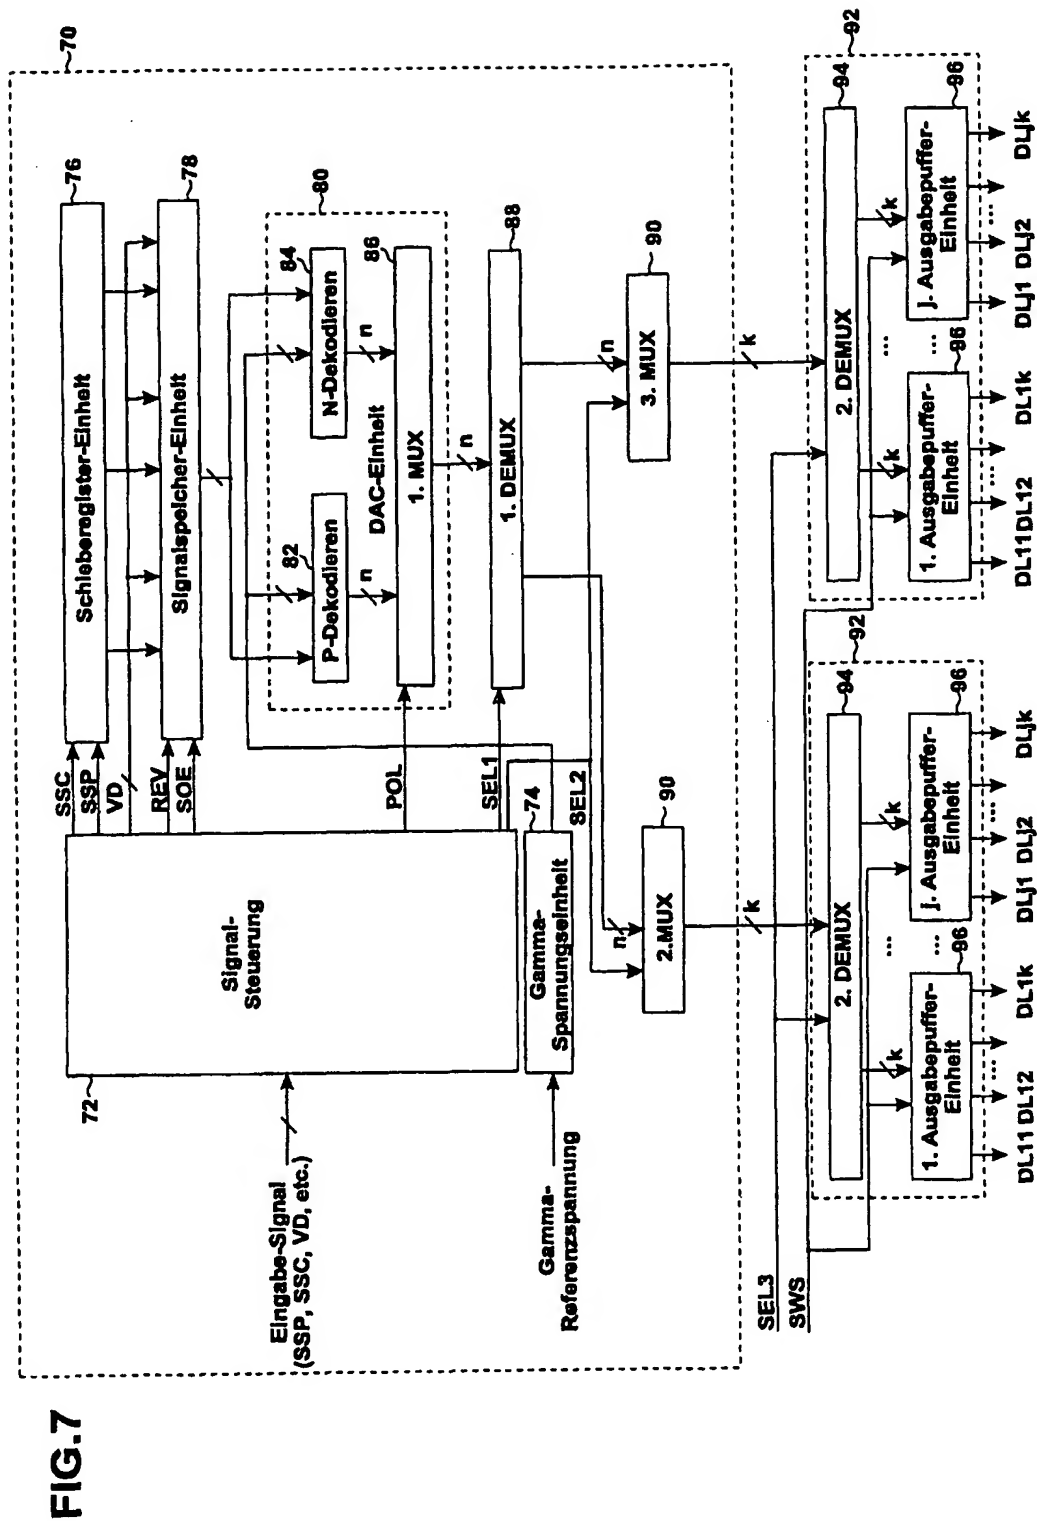 FIG.7
70
72
Signal-
Steuerung
Eingabe-Signal
(SSP, SSC, VD, etc.)
Gamma-
Referenzspannung
Gamma-
Spannungseinheit
74
SSC
SSP
VD
REV
SOE
POL
SEL1
SEL2
Schieberegister-Einheit
76
Signalspeicher-Einheit
78
80
P-Dekodieren
82
N-Dekodieren
84
DAC-Einheit
n
n
1. MUX
86
n
1. DEMUX
88
n
n
2.MUX
90
3. MUX
90
k
k
SEL3
SWS
92
2. DEMUX
94
k
k
...
1. Ausgabepuffer-
Einheit
96
...
j. Ausgabepuffer-
Einheit
96
DL11 DL12
...
DL1k
DLj1
DLj2
...
DLjk
92
2. DEMUX
94
k
k
...
1. Ausgabepuffer-
Einheit
96
...
j. Ausgabepuffer-
Einheit
96
DL11 DL12
...
DL1k
DLj1
DLj2
...
DLjk